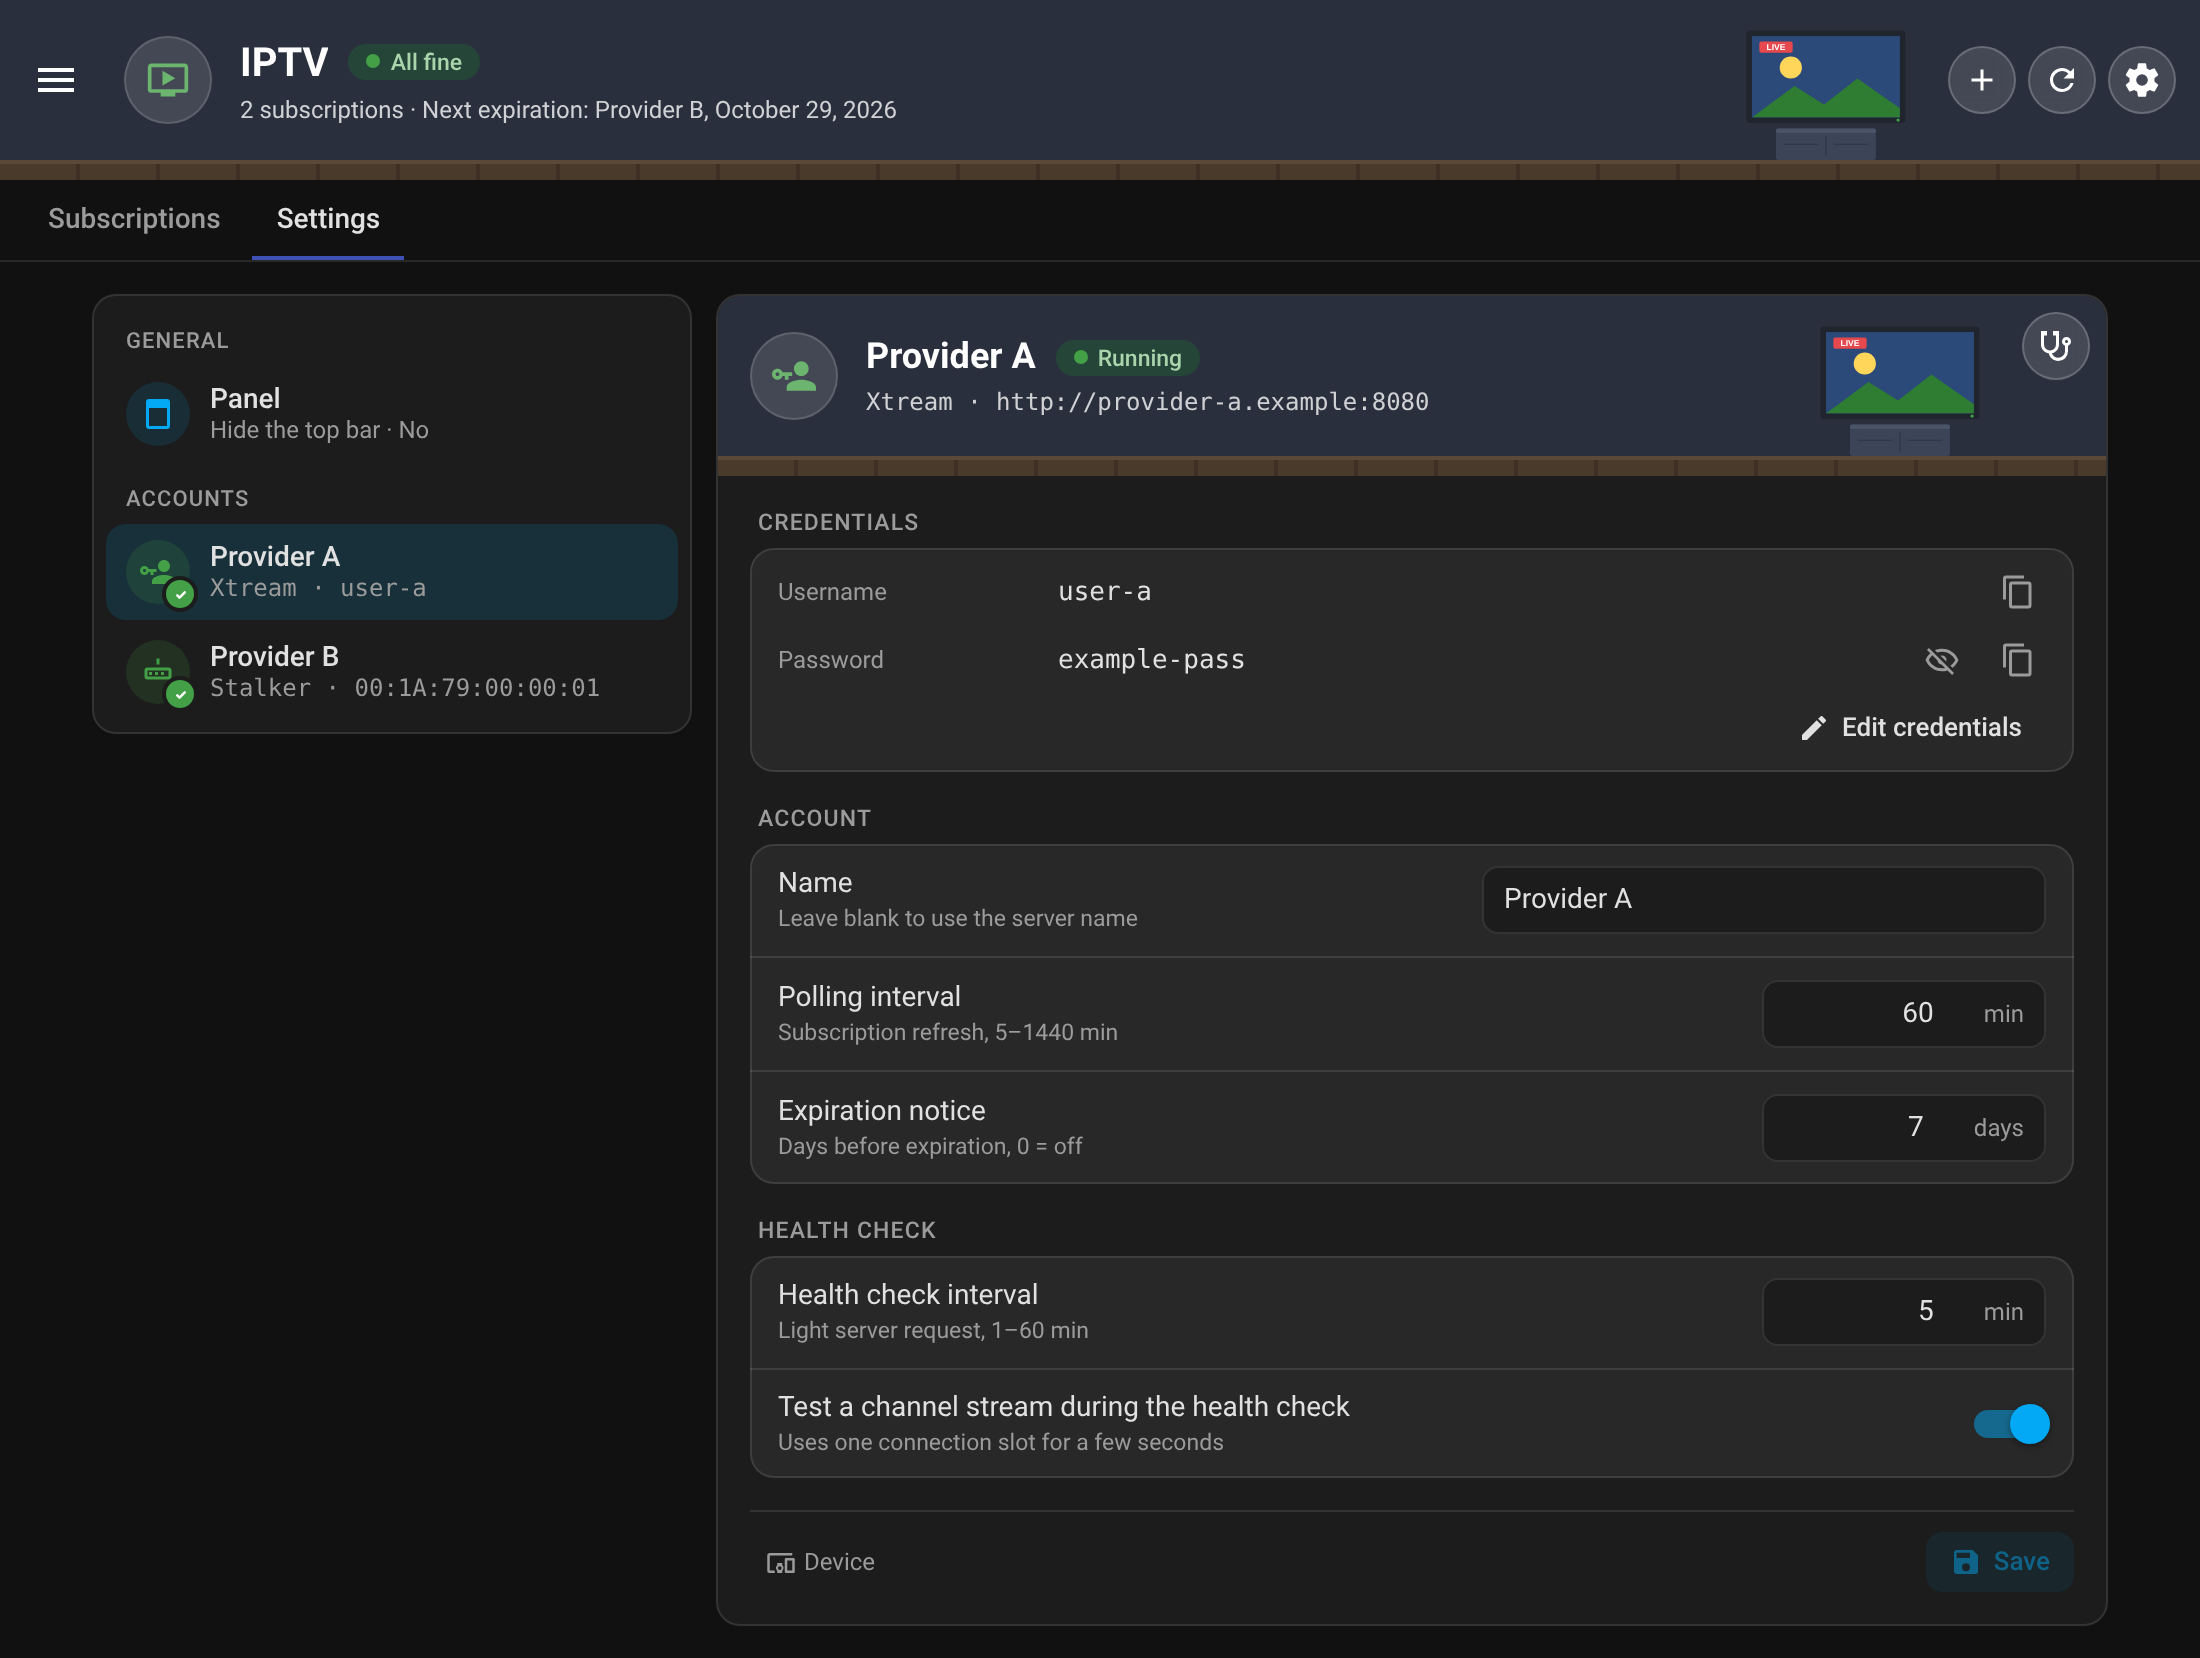 IPTV
All fine
2 subscriptions · Next expiration: Provider B, October 29, 2026
LIVE
Subscriptions
Settings
GENERAL
Panel
Hide the top bar · No
ACCOUNTS
Provider A
Xtream · user-a
Provider B
Stalker · 00:1A:79:00:00:01
Provider A
Running
Xtream · http://provider-a.example:8080
LIVE
CREDENTIALS
Username user-a
Password example-pass
Edit credentials
ACCOUNT
Name
Leave blank to use the server name
Provider A
Polling interval
Subscription refresh, 5–1440 min
60 min
Expiration notice
Days before expiration, 0 = off
7 days
HEALTH CHECK
Health check interval
Light server request, 1–60 min
5 min
Test a channel stream during the health check
Uses one connection slot for a few seconds
Device
Save